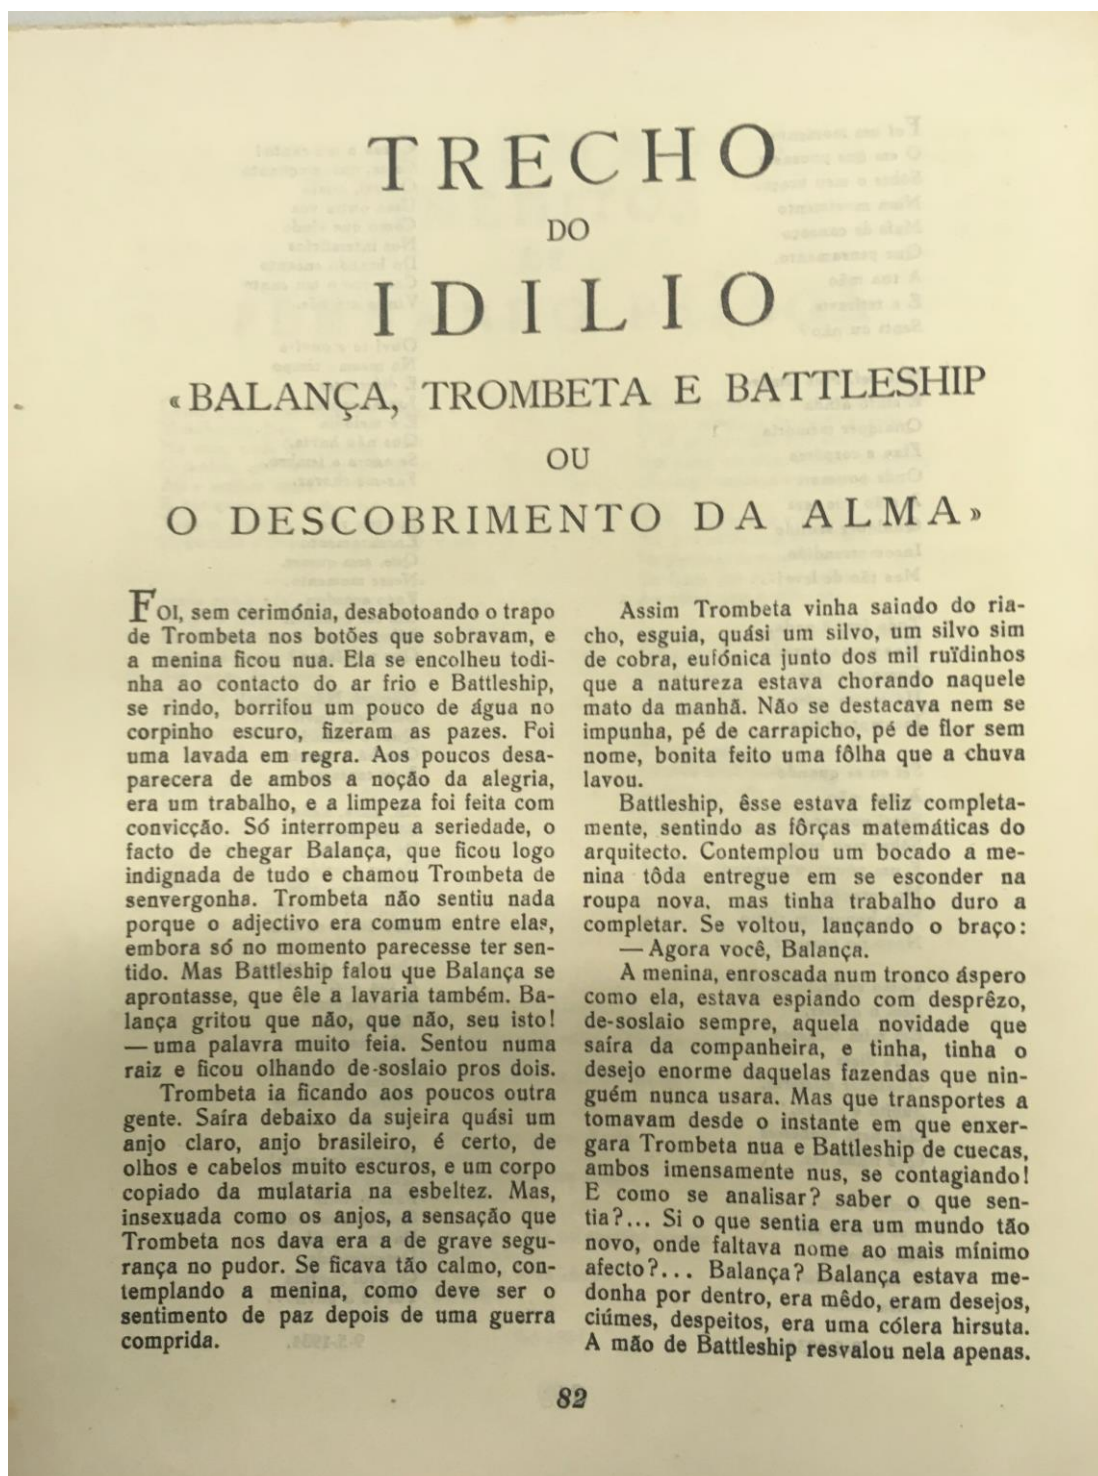 TRECHO
DO
IDILIO
«BALANÇA, TROMBETA E BATTLESHIP
OU
O DESCOBRIMENTO DA ALMA»
FOI, sem cerimónia, desabotoando o trapo
de Trombeta nos botões que sobravam, e
a menina ficou nua. Ela se encolheu todi-
nha ao contacto do ar frio e Battleship,
se rindo, borrifou um pouco de água no
corpinho escuro, fizeram as pazes. Foi
uma lavada em regra. Aos poucos desa-
parecera de ambos a noção da alegria,
era um trabalho, e a limpeza foi feita com
convicção. Só interrompeu a seriedade, o
facto de chegar Balança, que ficou logo
indignada de tudo e chamou Trombeta de
senvergonha. Trombeta não sentiu nada
porque o adjectivo era comum entre elas,
embora só no momento parecesse ter sen-
tido. Mas Battleship falou que Balança se
aprontasse, que êle a lavaria também. Ba-
lança gritou que não, que não, seu isto!
— uma palavra muito feia. Sentou numa
raiz e ficou olhando de-soslaio pros dois.
Trombeta ia ficando aos poucos outra
gente. Saíra debaixo da sujeira quási um
anjo claro, anjo brasileiro, é certo, de
olhos e cabelos muito escuros, e um corpo
copiado da mulataria na esbeltez. Mas,
insexuada como os anjos, a sensação que
Trombeta nos dava era a de grave segu-
rança no pudor. Se ficava tão calmo, con-
templando a menina, como deve ser o
sentimento de paz depois de uma guerra
comprida.
Assim Trombeta vinha saindo do ria-
cho, esguia, quási um silvo, um silvo sim
de cobra, eufónica junto dos mil ruïdinhos
que a natureza estava chorando naquele
mato da manhã. Não se destacava nem se
impunha, pé de carrapicho, pé de flor sem
nome, bonita feito uma fôlha que a chuva
lavou.
Battleship, êsse estava feliz completa-
mente, sentindo as fôrças matemáticas do
arquitecto. Contemplou um bocado a me-
nina tôda entregue em se esconder na
roupa nova, mas tinha trabalho duro a
completar. Se voltou, lançando o braço:
— Agora você, Balança.
A menina, enroscada num tronco áspero
como ela, estava espiando com desprêzo,
de-soslaio sempre, aquela novidade que
saíra da companheira, e tinha, tinha o
desejo enorme daquelas fazendas que nin-
guém nunca usara. Mas que transportes a
tomavam desde o instante em que enxer-
gara Trombeta nua e Battleship de cuecas,
ambos imensamente nus, se contagiando!
E como se analisar? saber o que sen-
tia?... Si o que sentia era um mundo tão
novo, onde faltava nome ao mais mínimo
afecto?... Balança? Balança estava me-
donha por dentro, era mêdo, eram desejos,
ciúmes, despeitos, era uma cólera hirsuta.
A mão de Battleship resvalou nela apenas.
82